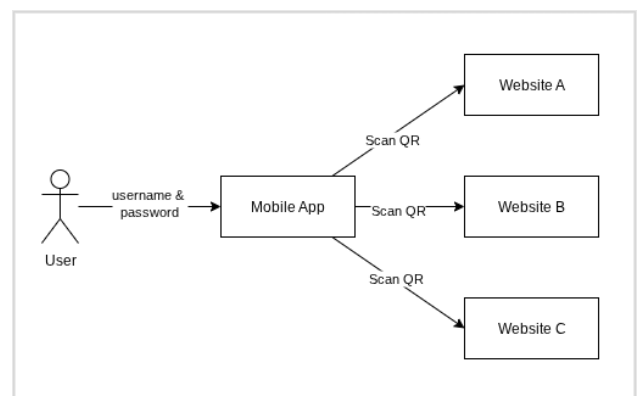 Website A
Scan QR
username &
password
Mobile App
Scan QR
Website B
User
Scan QR
Website C